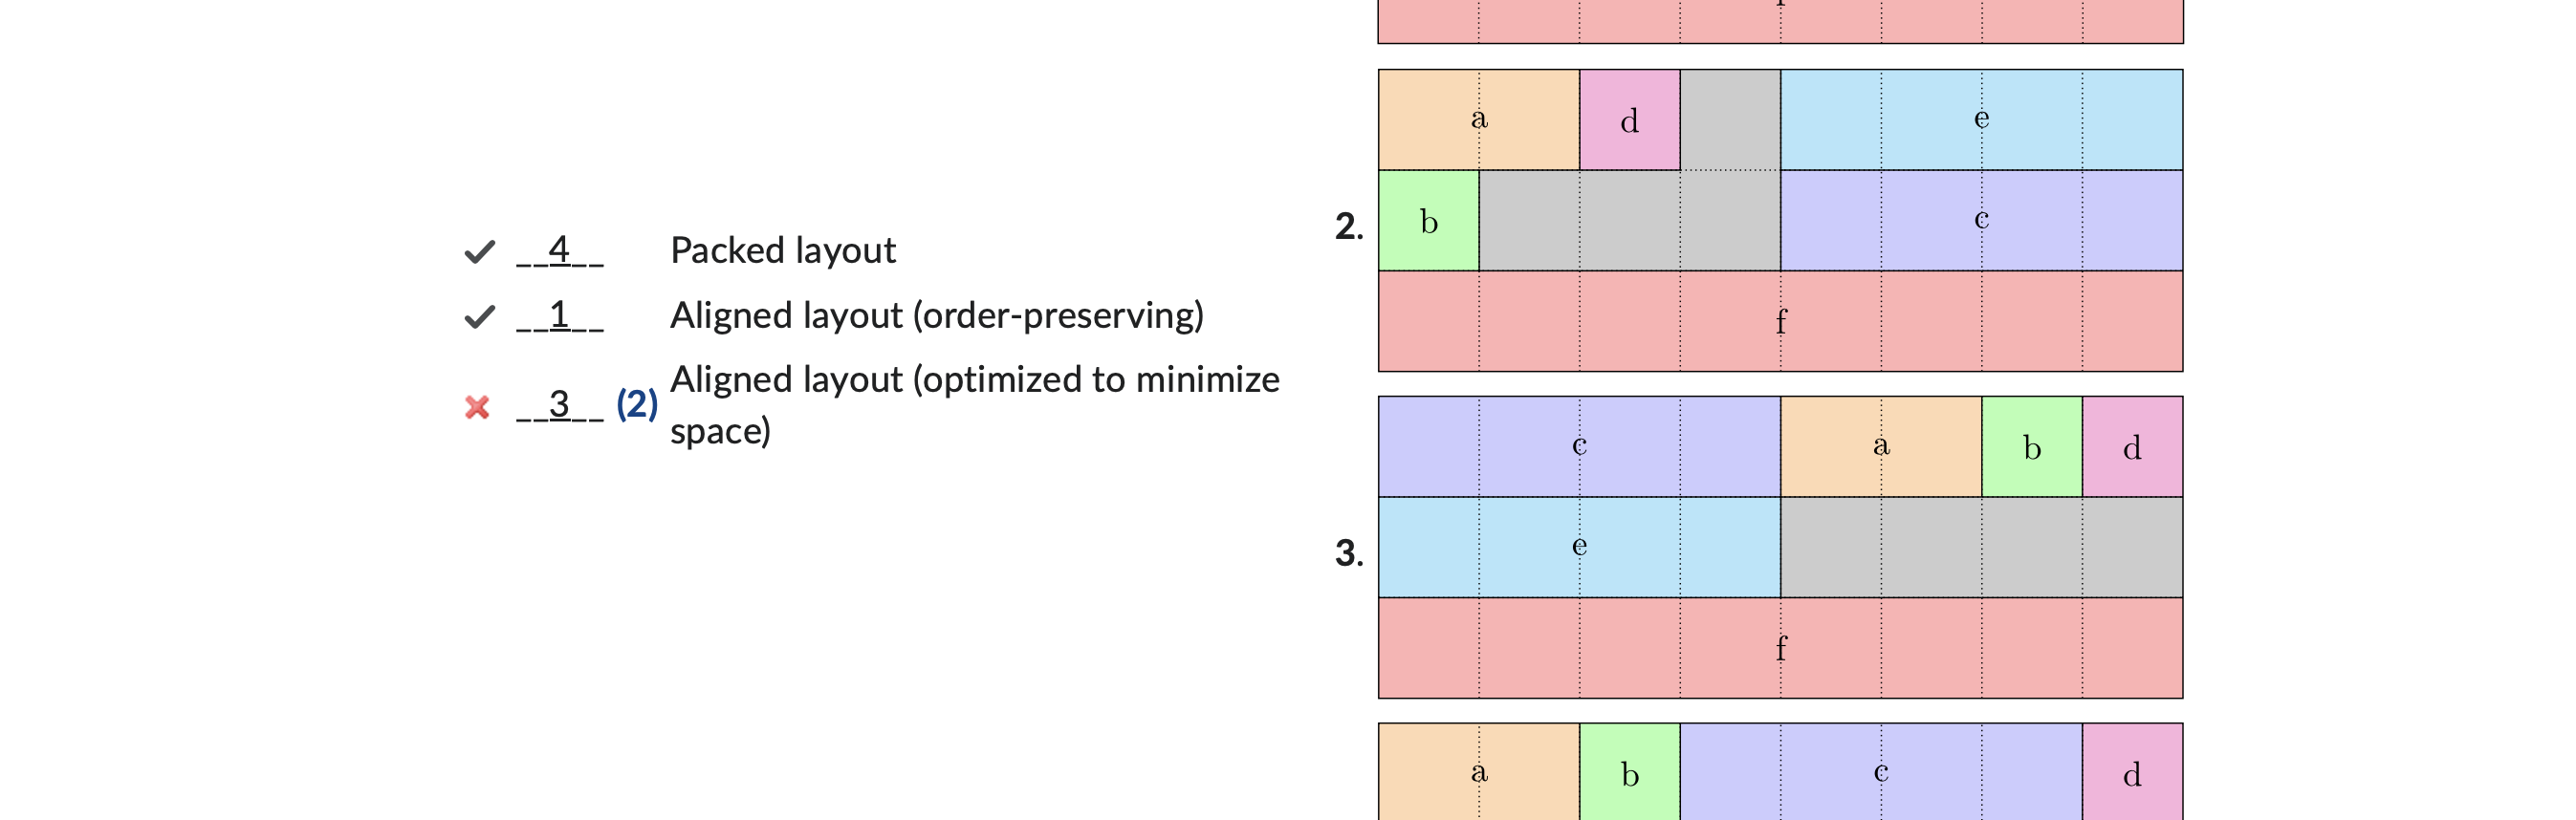 __4__ Packed layout
__1__ Aligned layout (order-preserving)
__3__ (2) Aligned layout (optimized to minimize
space)
a d e
2. b c
f
c a b d
3. e
f
a b c d